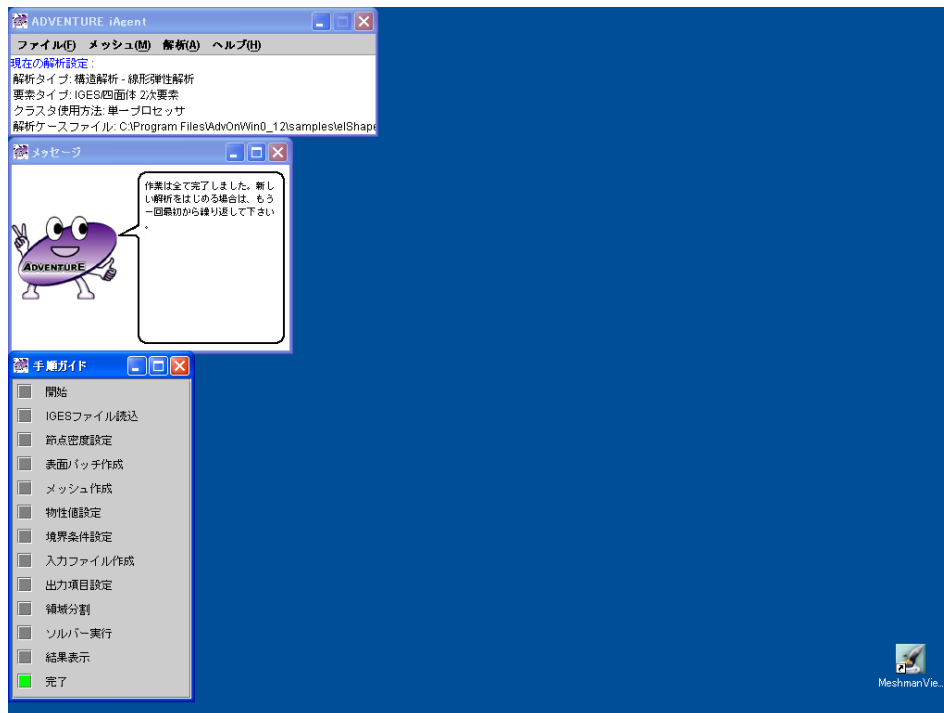 ADVENTURE iAgent
ファイル(F) メッシュ(M) 解析(A) ヘルプ(H)
現在の解析設定 :
解析タイプ: 構造解析 - 線形弾性解析
要素タイプ: IGES/四面体 2次要素
クラスタ使用方法: 単一プロセッサ
解析ケースファイル: C:\Program Files\AdvOnWin0_12\samples\elShape
メッセージ
作業は全て完了しました。新し
い解析をはじめる場合は、もう
一回最初から繰り返して下さい
。
ADVENTURE
手順ガイド
開始
IGESファイル読込
節点密度設定
表面パッチ作成
メッシュ作成
物性値設定
境界条件設定
入力ファイル作成
出力項目設定
領域分割
ソルバー実行
結果表示
完了
MeshmanVie...